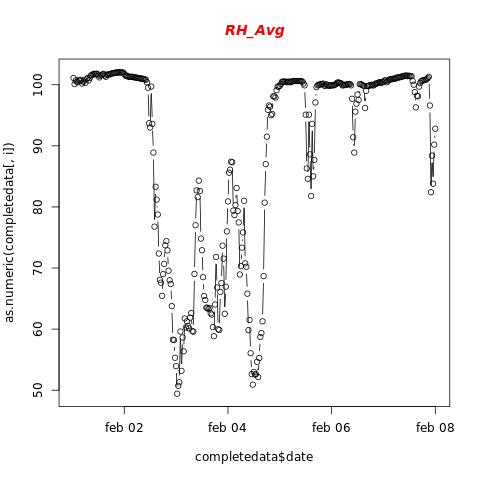 RH_Avg
as.numeric(completedata[, i])
100
90
80
70
60
50
feb 02
feb 04
feb 06
feb 08
completedata$date